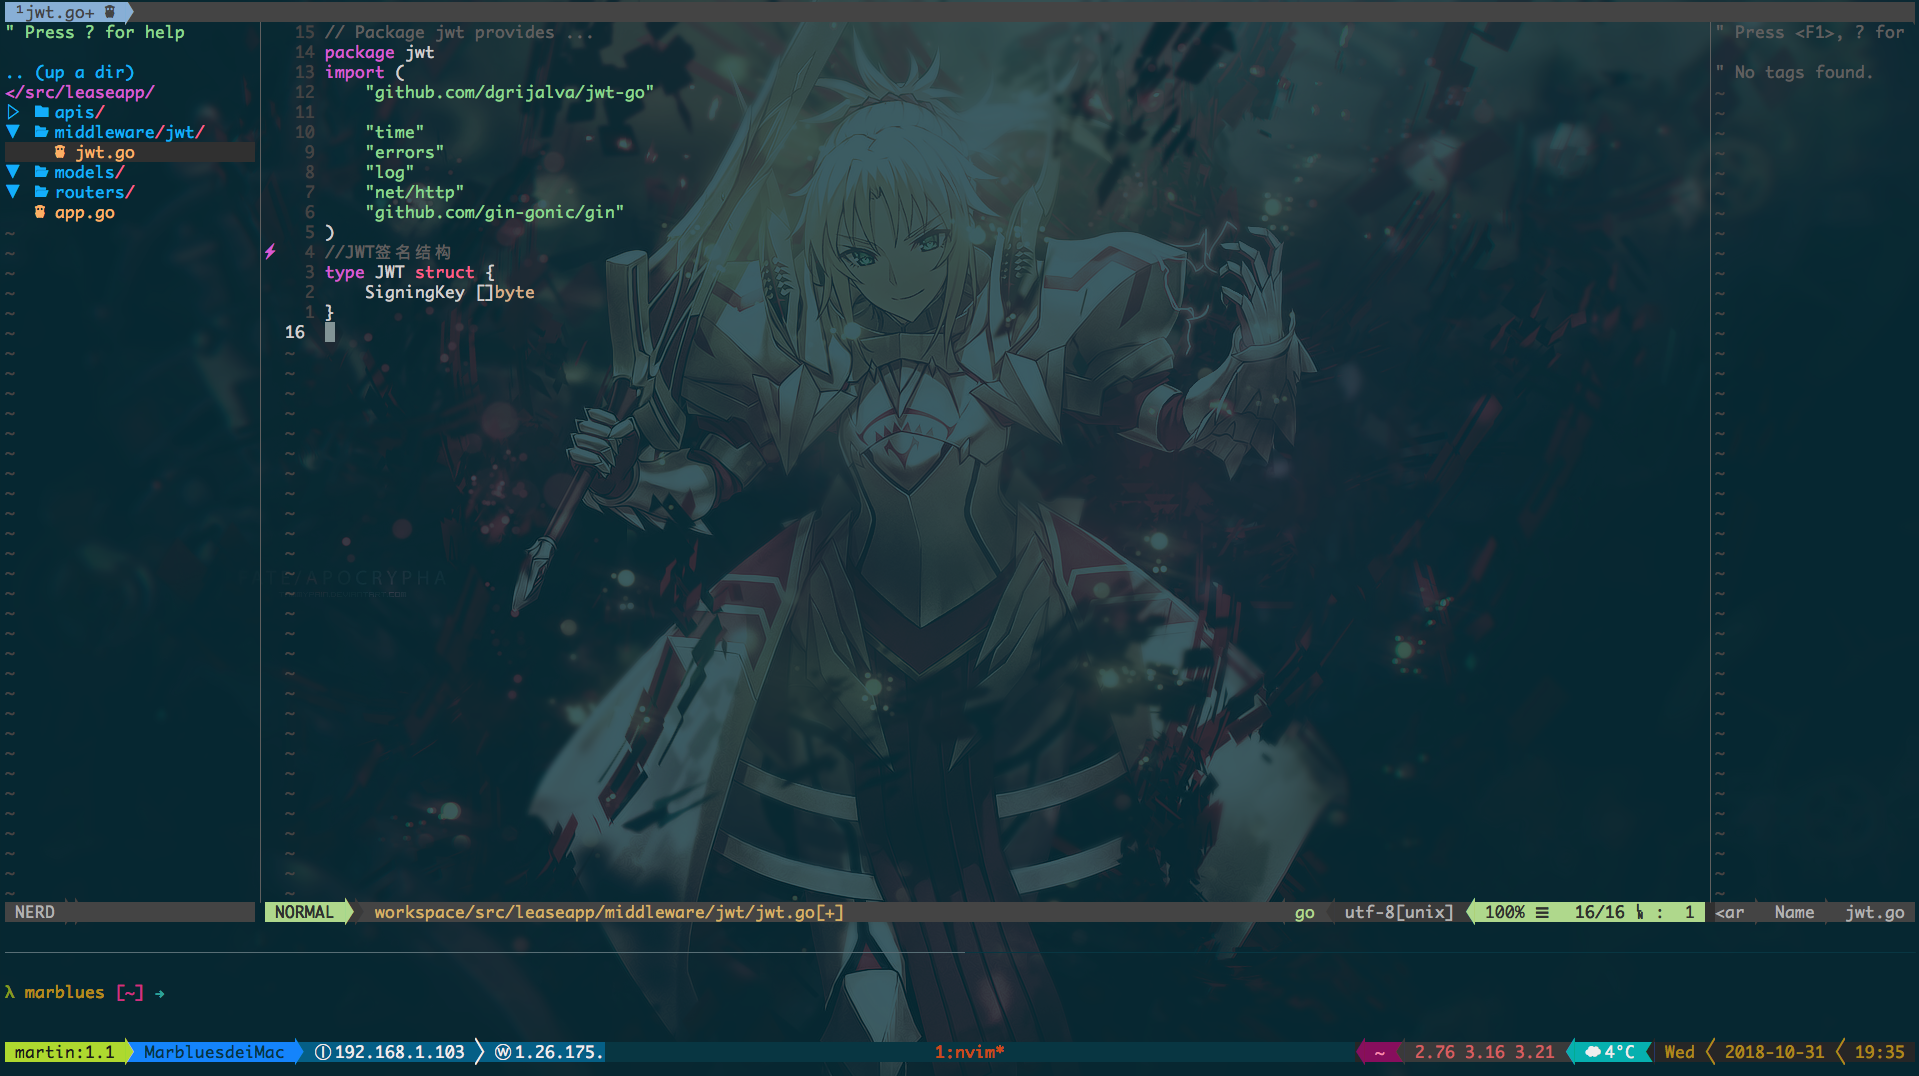 1 jwt.go+
" Press ? for help
.. (up a dir)
</src/leaseapp/
▷ apis/
▼ middleware/jwt/
jwt.go
▼ models/
▼ routers/
app.go
15 // Package jwt provides ...
14 package jwt
13 import (
12 "github.com/dgrijalva/jwt-go"
11
10 "time"
9 "errors"
8 "log"
7 "net/http"
6 "github.com/gin-gonic/gin"
5 )
4 //JWT签名结构
3 type JWT struct {
2 SigningKey []byte
1 }
16
" Press <F1>, ? for
" No tags found.
APOCRYPHA
NERD
NORMAL workspace/src/leaseapp/middleware/jwt/jwt.go[+] go utf-8[unix] 100% ≡ 16/16 : 1
<ar Name jwt.go
λ marblues [~] →
martin:1.1 MarbluesdeiMac Ⓘ 192.168.1.103 Ⓦ 1.26.175. 1:nvim* ~ 2.76 3.16 3.21 4°C Wed 2018-10-31 19:35